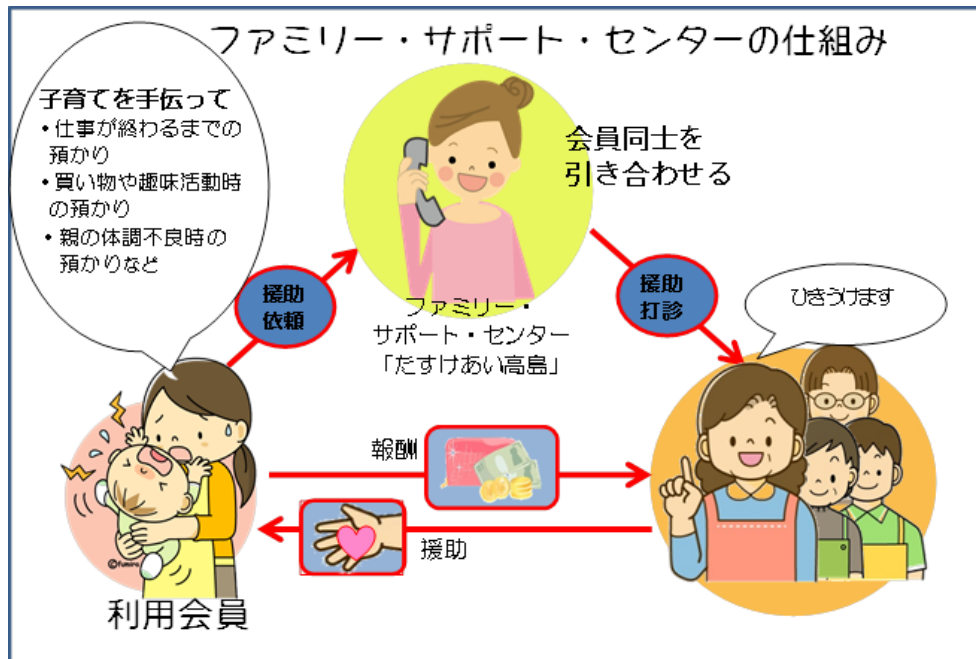 ファミリー・サポート・センターの仕組み
子育てを手伝って
・仕事が終わるまでの
預かり
・買い物や趣味活動時
の預かり
・親の体調不良時の
預かりなど
会員同士を
引き合わせる
援助
依頼
援助
打診
ひきうけます
ファミリー・
サポート・センター
「たすけあい高島」
報酬
援助
©fumira
利用会員